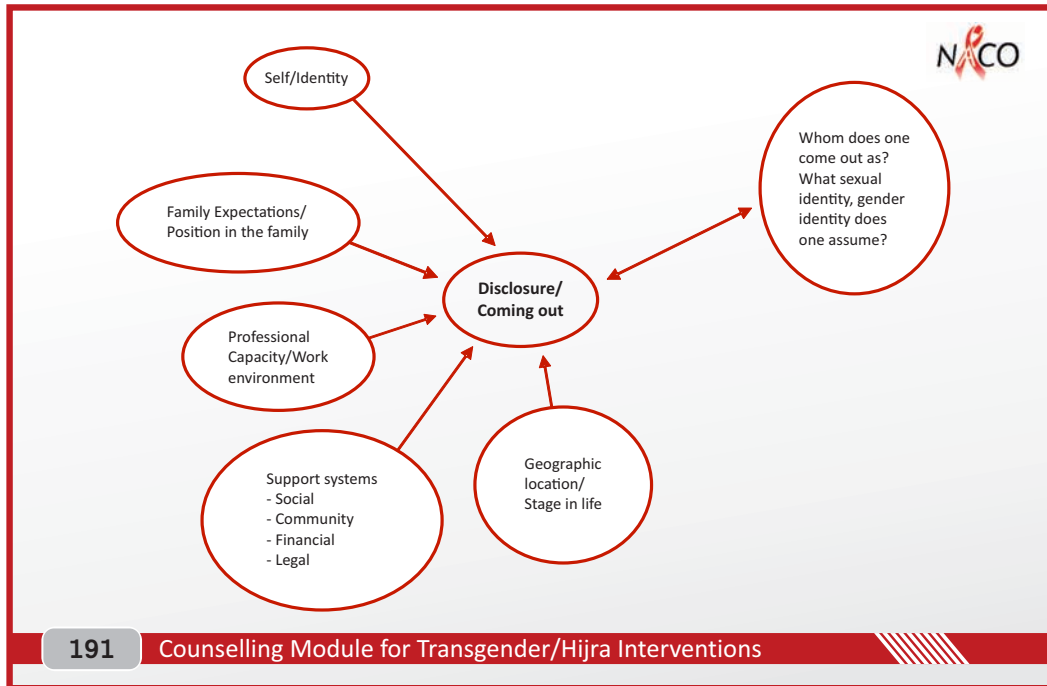 NACO
Self/Identity
Whom does one
come out as?
What sexual
identity, gender
identity does
one assume?
Family Expectations/
Position in the family
Disclosure/
Coming out
Professional
Capacity/Work
environment
Support systems
- Social
- Community
- Financial
- Legal
Geographic
location/
Stage in life
191
Counselling Module for Transgender/Hijra Interventions